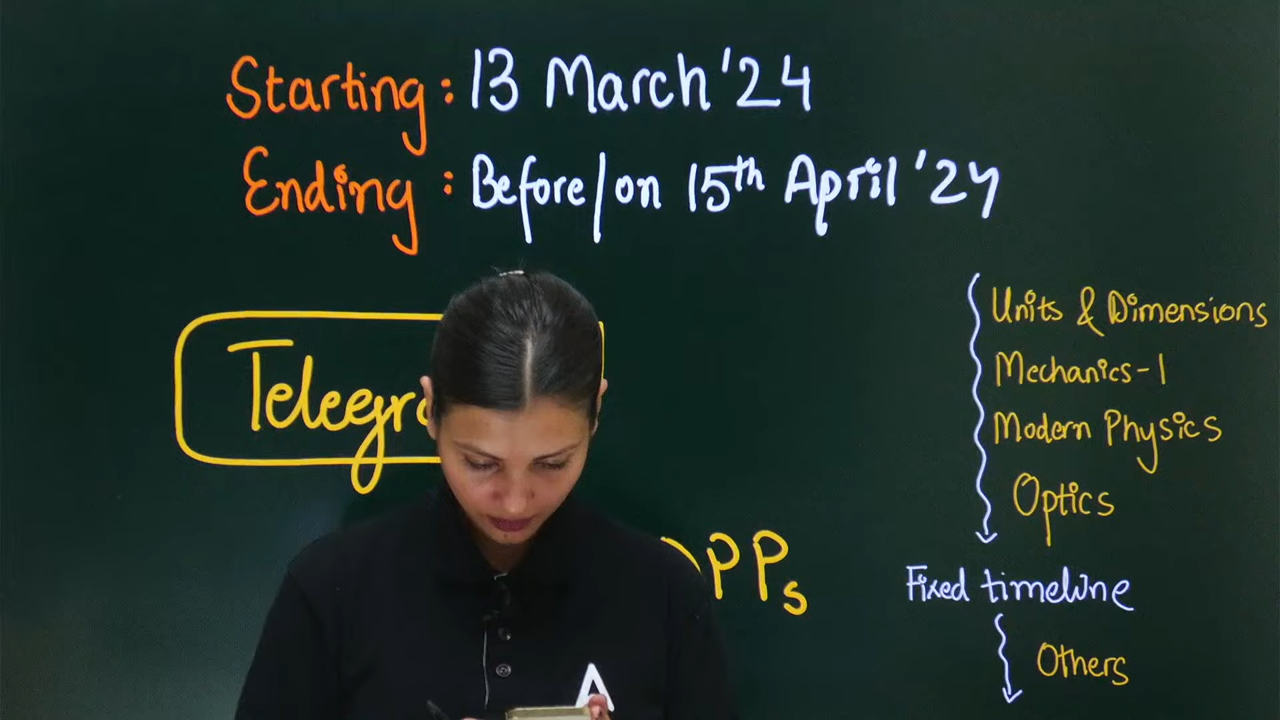 Starting : 13 March '24
Ending : Before/on 15th April '24
Units & Dimensions
Mechanics-1
Modern Physics
Optics
DPPs
Fixed timeline
Others
A